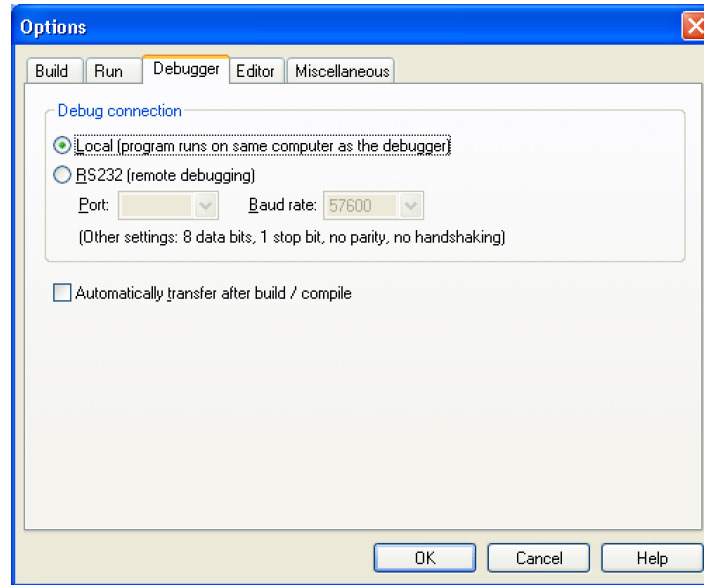 Options
Build Run Debugger Editor Miscellaneous
Debug connection
Local (program runs on same computer as the debugger)
RS232 (remote debugging)
Port: Baud rate: 57600
(Other settings: 8 data bits, 1 stop bit, no parity, no handshaking)
Automatically transfer after build / compile
OK Cancel Help